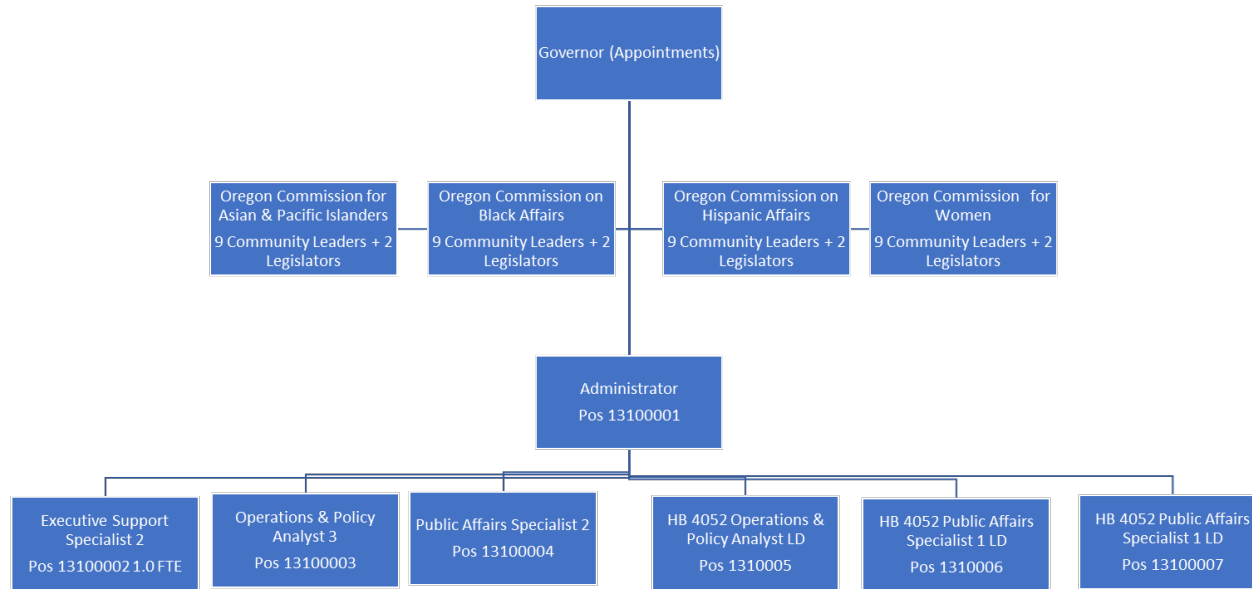 Governor (Appointments)
Oregon Commission for
Asian & Pacific Islanders
9 Community Leaders + 2
Legislators
Oregon Commission on
Black Affairs
9 Community Leaders + 2
Legislators
Oregon Commission on
Hispanic Affairs
9 Community Leaders + 2
Legislators
Oregon Commission for
Women
9 Community Leaders + 2
Legislators
Administrator
Pos 13100001
Executive Support
Specialist 2
Pos 13100002 1.0 FTE
Operations & Policy
Analyst 3
Pos 13100003
Public Affairs Specialist 2
Pos 13100004
HB 4052 Operations &
Policy Analyst LD
Pos 1310005
HB 4052 Public Affairs
Specialist 1 LD
Pos 1310006
HB 4052 Public Affairs
Specialist 1 LD
Pos 13100007